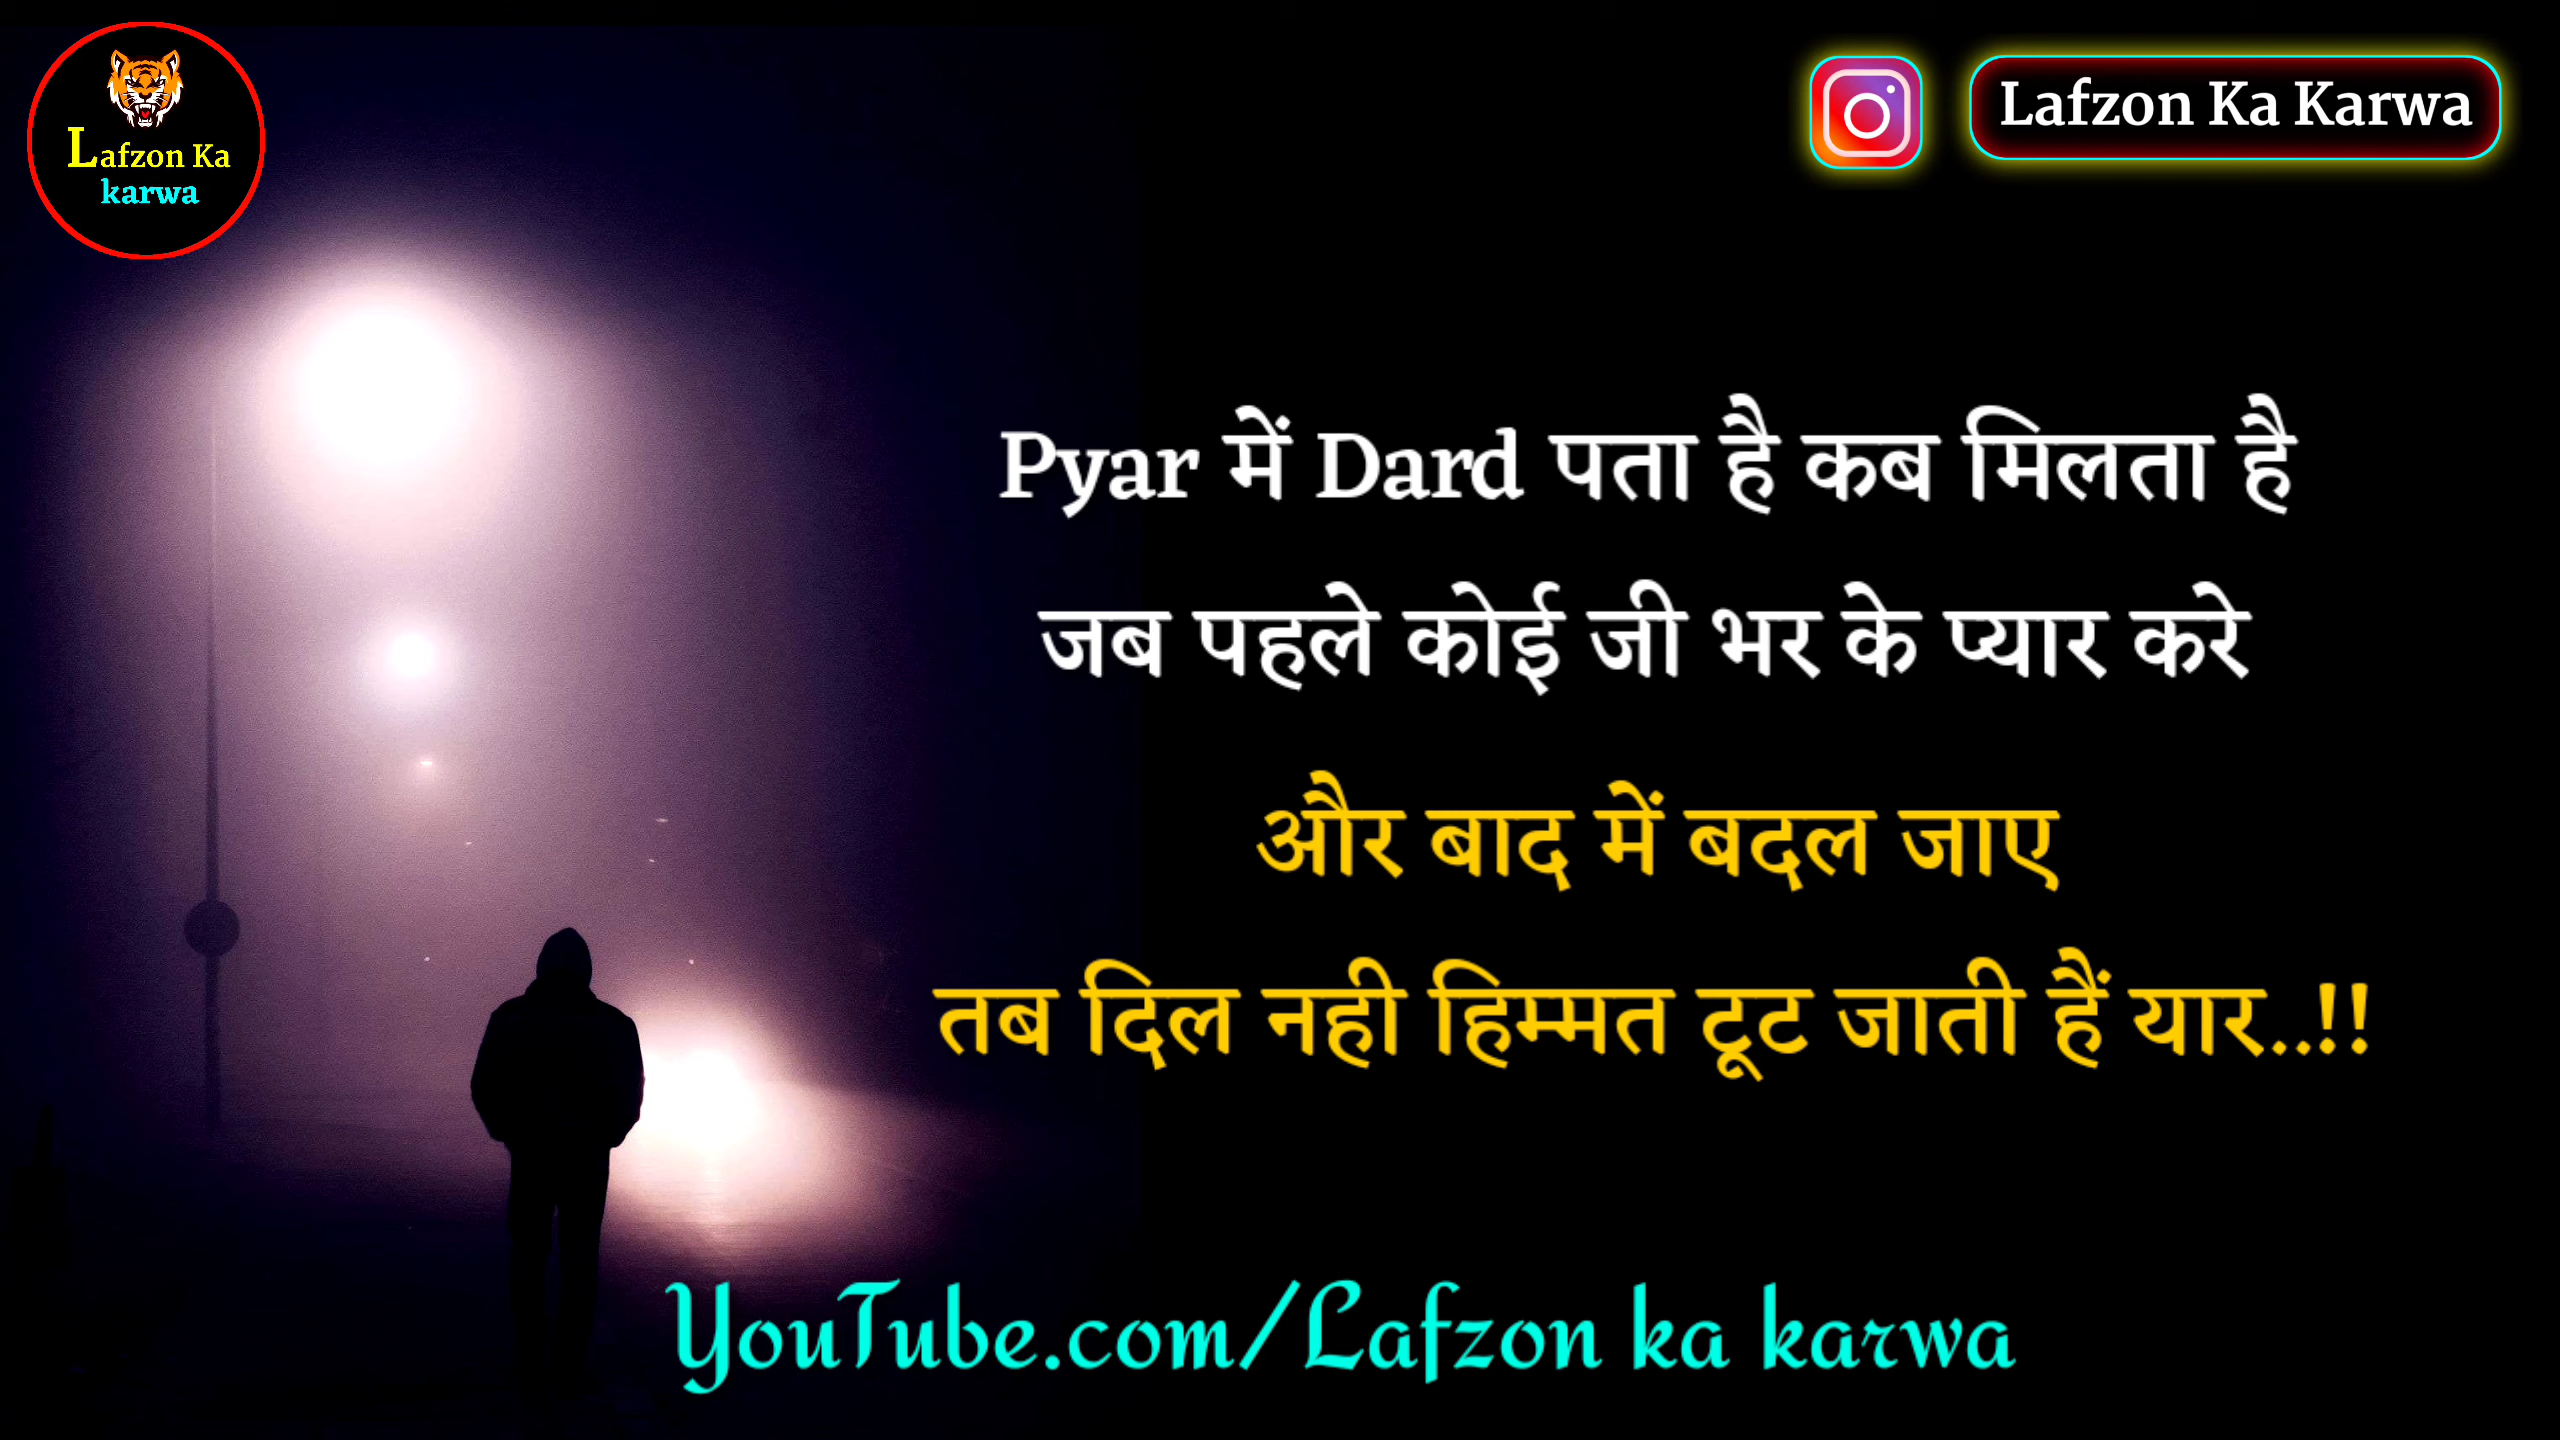 Lafzon Ka
karwa
Lafzon Ka Karwa
Pyar में Dard पता है कब मिलता है
जब पहले कोई जी भर के प्यार करे
और बाद में बदल जाए
तब दिल नही हिम्मत टूट जाती हैं यार..!!
YouTube.com/Lafzon ka karwa